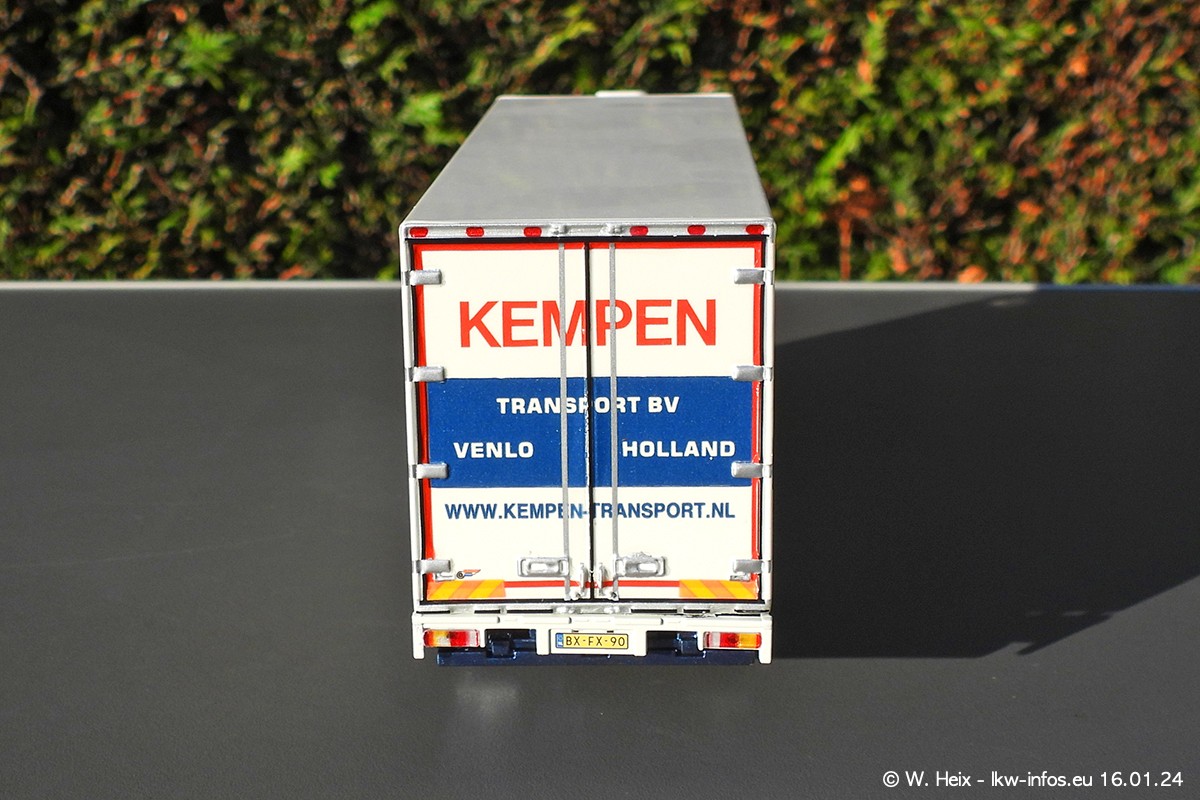 KEMPEN
TRANSPORT BV
VENLO HOLLAND
WWW.KEMPEN-TRANSPORT.NL
BX-FX-90
© W. Heix - lkw-infos.eu 16.01.24